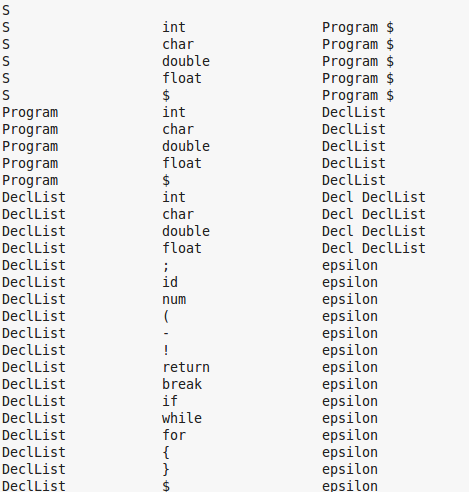 S
S int Program $
S char Program $
S double Program $
S float Program $
S $ Program $
Program int DeclList
Program char DeclList
Program double DeclList
Program float DeclList
Program $ DeclList
DeclList int Decl DeclList
DeclList char Decl DeclList
DeclList double Decl DeclList
DeclList float Decl DeclList
DeclList ; epsilon
DeclList id epsilon
DeclList num epsilon
DeclList ( epsilon
DeclList - epsilon
DeclList ! epsilon
DeclList return epsilon
DeclList break epsilon
DeclList if epsilon
DeclList while epsilon
DeclList for epsilon
DeclList { epsilon
DeclList } epsilon
DeclList $ epsilon